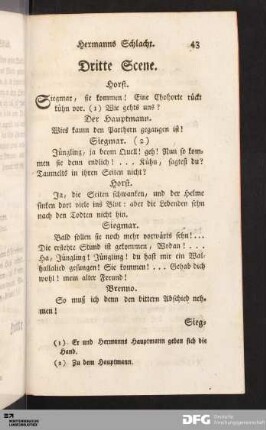 Hermanns Schlacht. 43
Dritte Scene.
Horst.
Siegmar, sie kommen! Eine Chohorte rückt
kühn vor. (1) Wie gehts uns?
Der Hauptmann.
Wies kaum den Parthern gegangen ist!
Siegmar. (2)
Jüngling, ja beym Quell! geh! Nun so kom-
men sie denn endlich! ... Kühn, sagtest du?
Taumelts in ihren Seiten nicht?
Horst.
Ja, die Seiten schwanken, und der Helme
sinken dort viele ins Blut: aber die Lebenden sehn
nach den Todten nicht hin.
Siegmar.
Bald sollen sie noch mehr vorwärts sehn! ...
Die ersehnte Stund ist gekommen, Wodan! ...
Ha, Jüngling! Jüngling! du hast mir ein Wal-
hallalied gesungen! Sie kommen! ... Gehab dich
wohl! mein alter Freund!
Brenno.
So muß ich denn den bittern Abschied neh-
men!
Sieg-
(1) Er und Hermanns Hauptmann geben sich die
Hand.
(2) Zu dem Hauptmann.
DFG